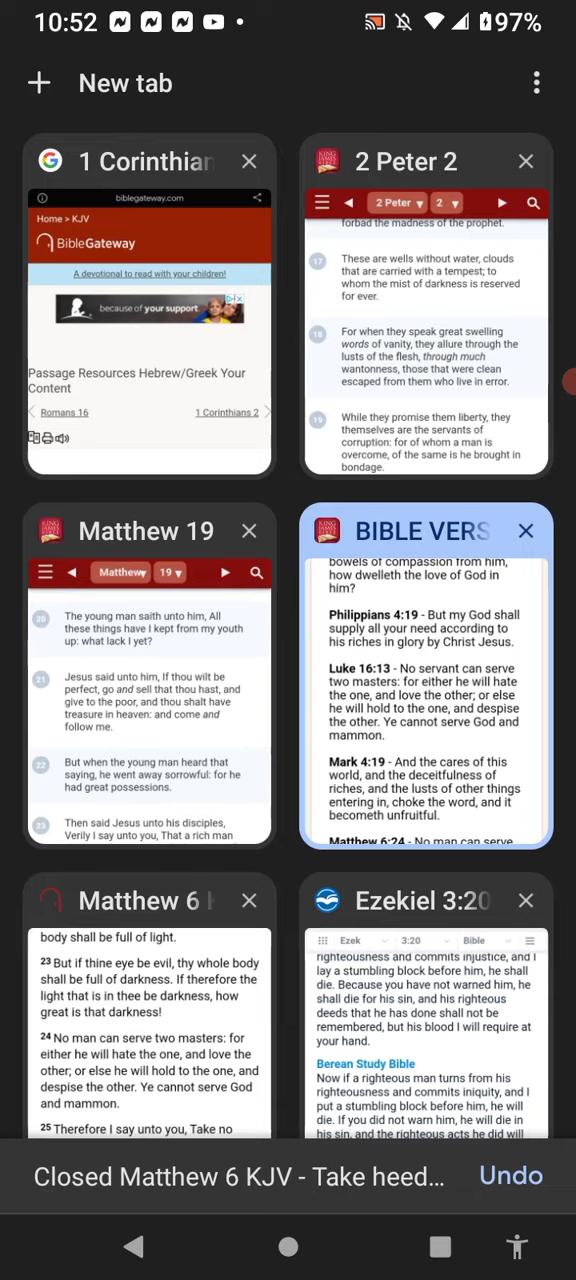 10:52
97%
New tab
1 Corinthian
biblegateway.com
Home > KJV
BibleGateway
A devotional to read with your children!
because of your support
Passage Resources Hebrew/Greek Your
Content
Romans 16
1 Corinthians 2
2 Peter 2
KING
JAMES
BIBLE
2 Peter
2
forbad the madness of the prophet.
17
These are wells without water, clouds
that are carried with a tempest; to
whom the mist of darkness is reserved
for ever.
18
For when they speak great swelling
words of vanity, they allure through the
lusts of the flesh, through much
wantonness, those that were clean
escaped from them who live in error.
19
While they promise them liberty, they
themselves are the servants of
corruption: for of whom a man is
overcome, of the same is he brought in
bondage.
Matthew 19
Matthew
19
20
The young man saith unto him, All
these things have I kept from my youth
up: what lack I yet?
21
Jesus said unto him, If thou wilt be
perfect, go and sell that thou hast, and
give to the poor, and thou shalt have
treasure in heaven: and come and
follow me.
22
But when the young man heard that
saying, he went away sorrowful: for he
had great possessions.
23
Then said Jesus unto his disciples,
Verily I say unto you, That a rich man
BIBLE VERS
bowels of compassion from him,
how dwelleth the love of God in
him?
Philippians 4:19 - But my God shall
supply all your need according to
his riches in glory by Christ Jesus.
Luke 16:13 - No servant can serve
two masters: for either he will hate
the one, and love the other; or else
he will hold to the one, and despise
the other. Ye cannot serve God and
mammon.
Mark 4:19 - And the cares of this
world, and the deceitfulness of
riches, and the lusts of other things
entering in, choke the word, and it
becometh unfruitful.
Matthew 6:24 - No man can serve
Matthew 6
body shall be full of light.
23 But if thine eye be evil, thy whole body
shall be full of darkness. If therefore the
light that is in thee be darkness, how
great is that darkness!
24 No man can serve two masters: for
either he will hate the one, and love the
other; or else he will hold to the one, and
despise the other. Ye cannot serve God
and mammon.
25 Therefore I say unto you, Take no
Ezekiel 3:20
Ezek
3:20
Bible
righteousness and commits injustice, and I
lay a stumbling block before him, he shall
die. Because you have not warned him, he
shall die for his sin, and his righteous
deeds that he has done shall not be
remembered, but his blood I will require at
your hand.
Berean Study Bible
Now if a righteous man turns from his
righteousness and commits iniquity, and I
put a stumbling block before him, he will
die. If you did not warn him, he will die in
his sin, and the righteous acts he did will
Closed Matthew 6 KJV - Take heed...
Undo